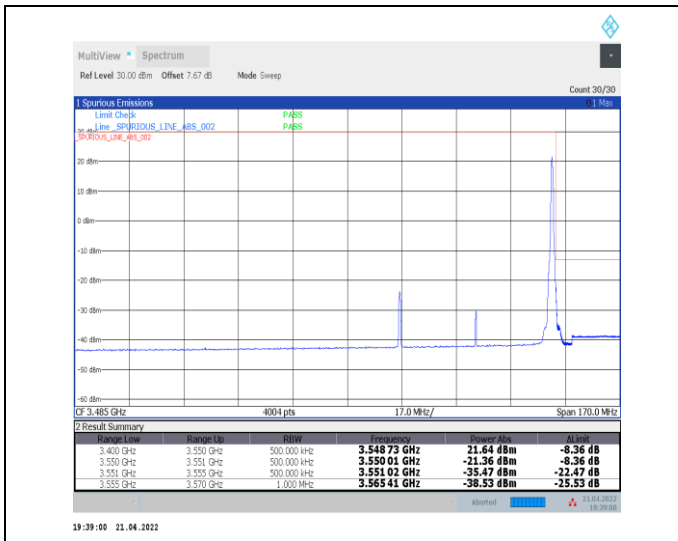 MultiView * Spectrum
Ref Level 30.00 dBm Offset 7.67 dB Mode Sweep
Count 30/30
1 Spurious Emissions 1 Max
Limit Check PASS
Line _SPURIOUS_LINE_ABS_002 PASS
_SPURIOUS_LINE_ABS_002
20 dBm
10 dBm
0 dBm
-10 dBm
-20 dBm
-30 dBm
-40 dBm
-50 dBm
-60 dBm
CF 3.485 GHz 4004 pts 17.0 MHz/ Span 170.0 MHz
2 Result Summary
Range Low Range Up RBW Frequency Power Abs ΔLimit
3.400 GHz 3.550 GHz 500.000 kHz 3.548 73 GHz 21.64 dBm -8.36 dB
3.550 GHz 3.551 GHz 500.000 kHz 3.550 01 GHz -21.36 dBm -8.36 dB
3.551 GHz 3.555 GHz 500.000 kHz 3.551 02 GHz -35.47 dBm -22.47 dB
3.555 GHz 3.570 GHz 1.000 MHz 3.565 41 GHz -38.53 dBm -25.53 dB
Aborted 21.04.2022
19:39:00
19:39:00 21.04.2022